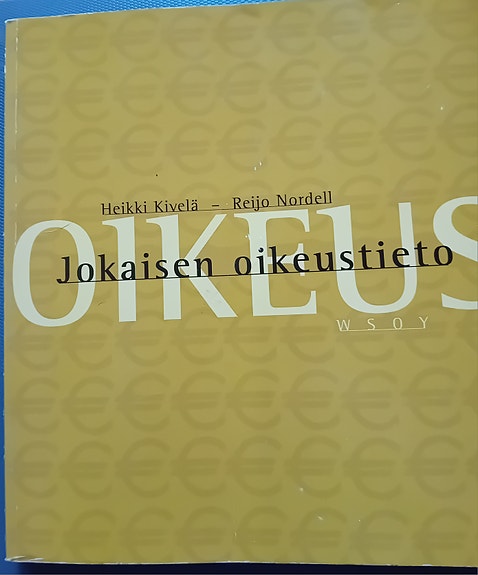 Heikki Kivelä – Reijo Nordell
OIKEUS
Jokaisen oikeustieto
WSOY